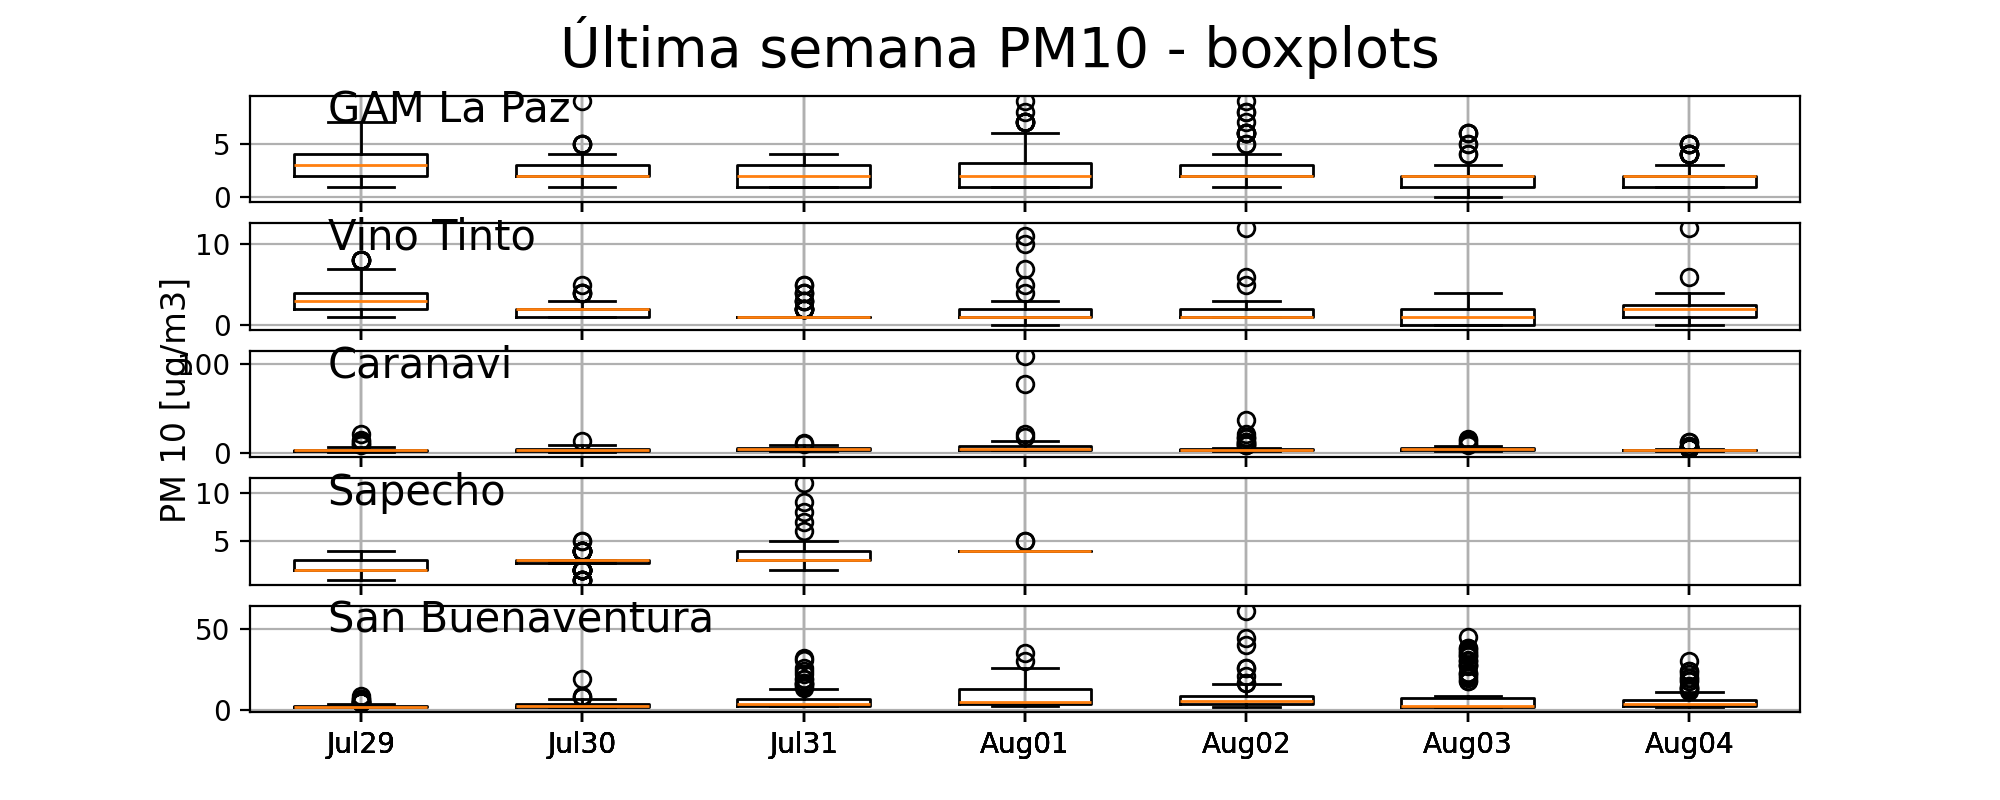 Última semana PM10 - boxplots
GAM La Paz
5
0
Vino Tinto
10
0
PM 10 [ug/m3]
Caranavi
0
Sapecho
10
5
San Buenaventura
50
0
Jul29 Jul30 Jul31 Aug01 Aug02 Aug03 Aug04